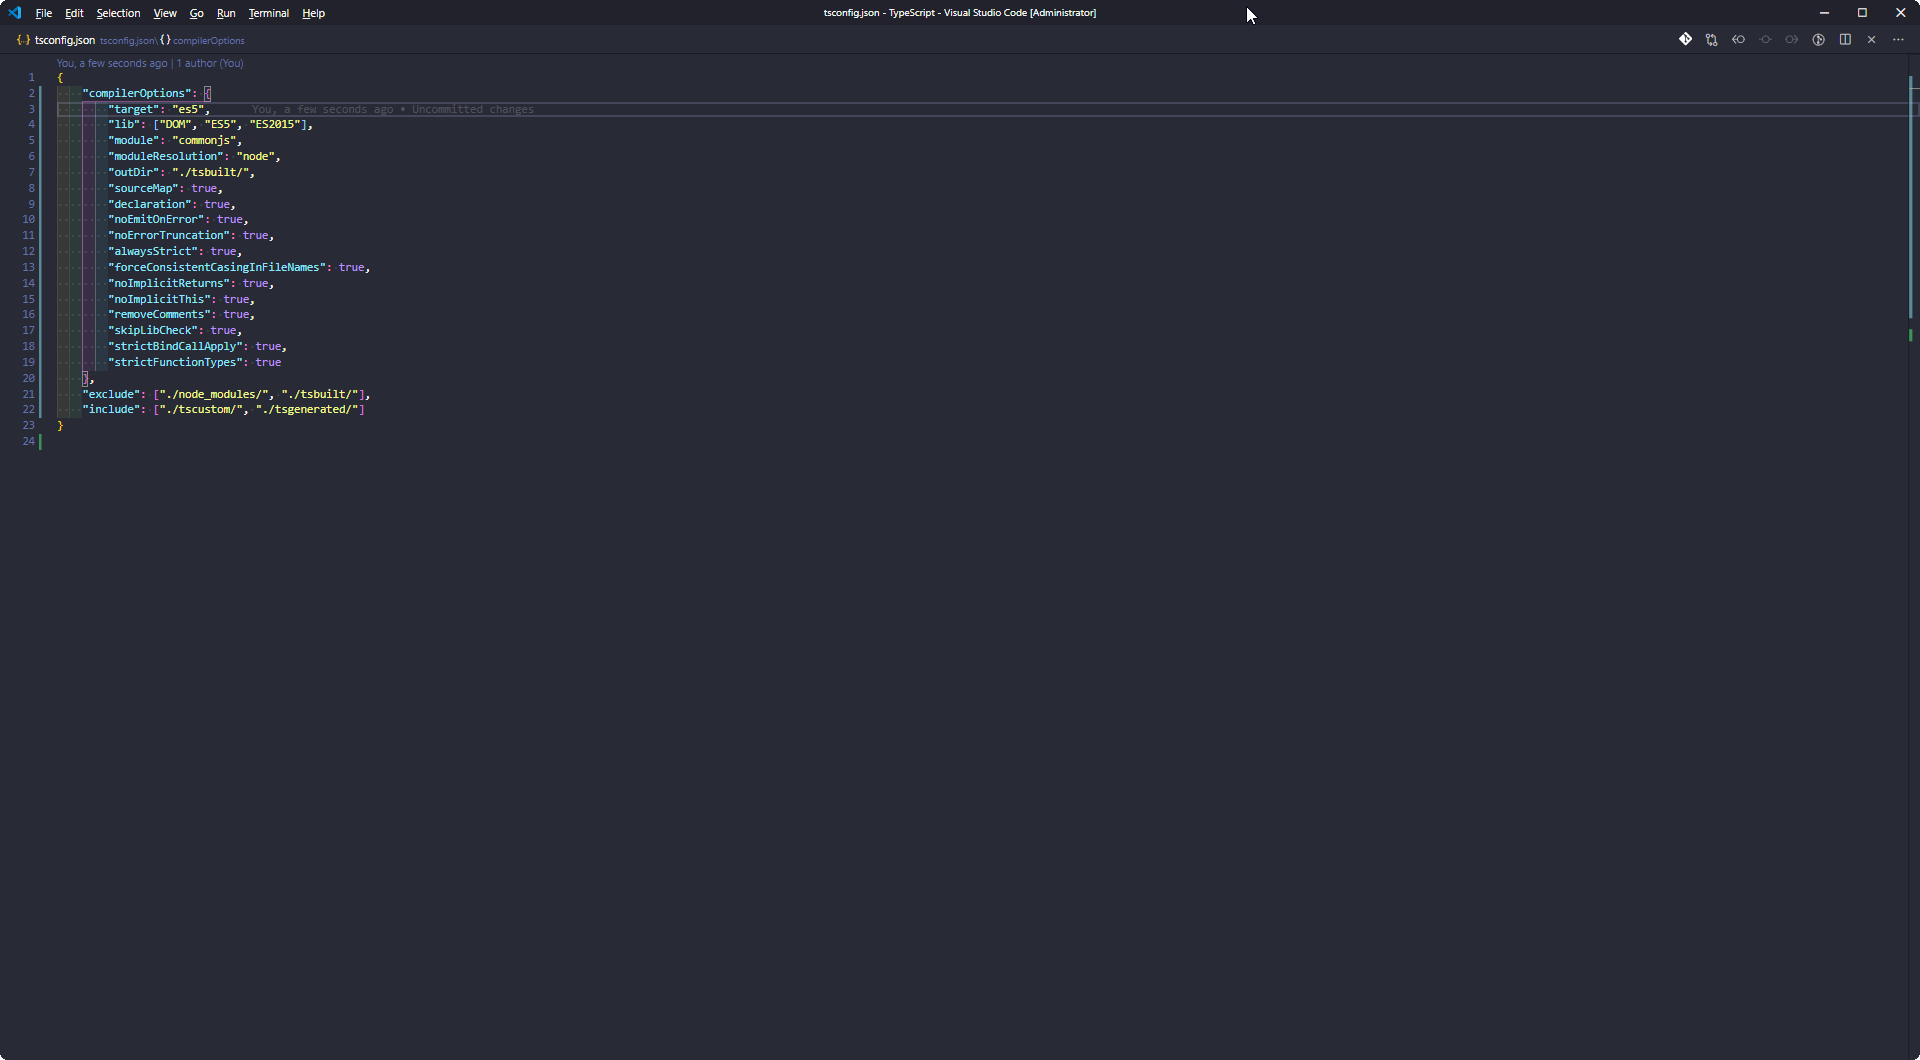 File Edit Selection View Go Run Terminal Help tsconfig.json - TypeScript - Visual Studio Code [Administrator]
{..} tsconfig.json tsconfig.json\{} compilerOptions
You, a few seconds ago | 1 author (You)
1 {
2 "compilerOptions": {
3 "target": "es5", You, a few seconds ago • Uncommitted changes
4 "lib": ["DOM", "ES5", "ES2015"],
5 "module": "commonjs",
6 "moduleResolution": "node",
7 "outDir": "./tsbuilt/",
8 "sourceMap": true,
9 "declaration": true,
10 "noEmitOnError": true,
11 "noErrorTruncation": true,
12 "alwaysStrict": true,
13 "forceConsistentCasingInFileNames": true,
14 "noImplicitReturns": true,
15 "noImplicitThis": true,
16 "removeComments": true,
17 "skipLibCheck": true,
18 "strictBindCallApply": true,
19 "strictFunctionTypes": true
20 },
21 "exclude": ["./node_modules/", "./tsbuilt/"],
22 "include": ["./tscustom/", "./tsgenerated/"]
23 }
24